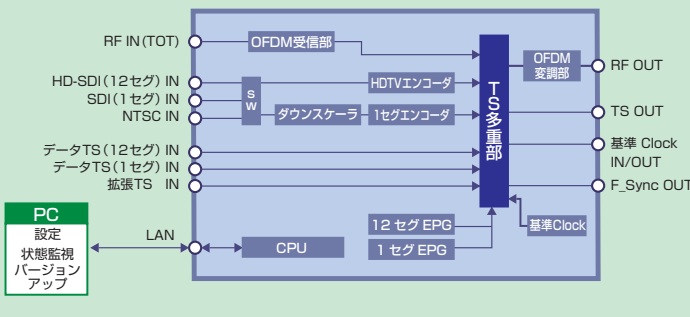 RF IN(TOT)
HD-SDI(12セグ) IN
SDI(1セグ) IN
NTSC IN
データTS(12セグ) IN
データTS(1セグ) IN
拡張TS IN
LAN
PC
設定
状態監視
バージョン
アップ
OFDM受信部
SW
HDTVエンコーダ
ダウンスケーラ
1セグエンコーダ
TS多重部
12 セグ EPG
1 セグ EPG
CPU
基準Clock
OFDM
変調部
RF OUT
TS OUT
基準 Clock
IN/OUT
F_Sync OUT